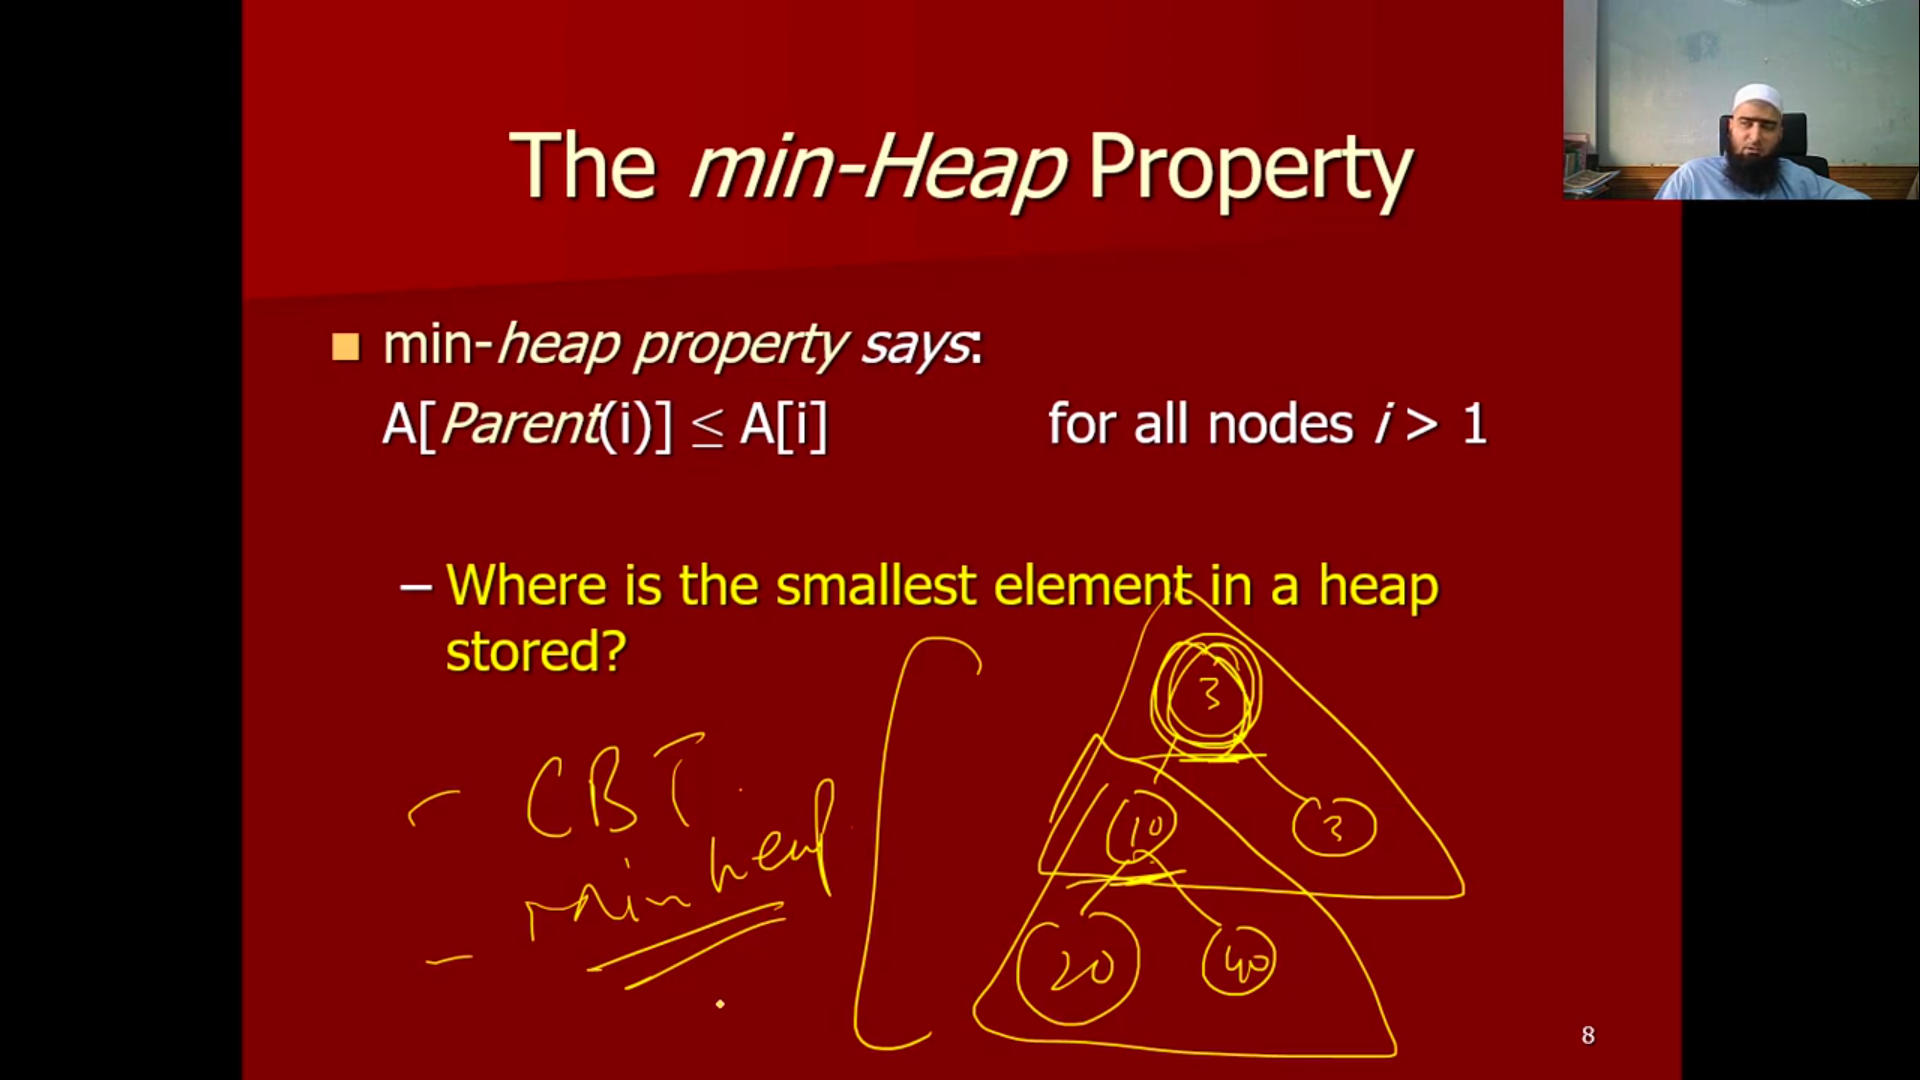 The min-Heap Property
min-heap property says:
A[Parent(i)] ≤ A[i] for all nodes i > 1
– Where is the smallest element in a heap
stored?
3
- CBT
10 3
- min heap
20 40
8